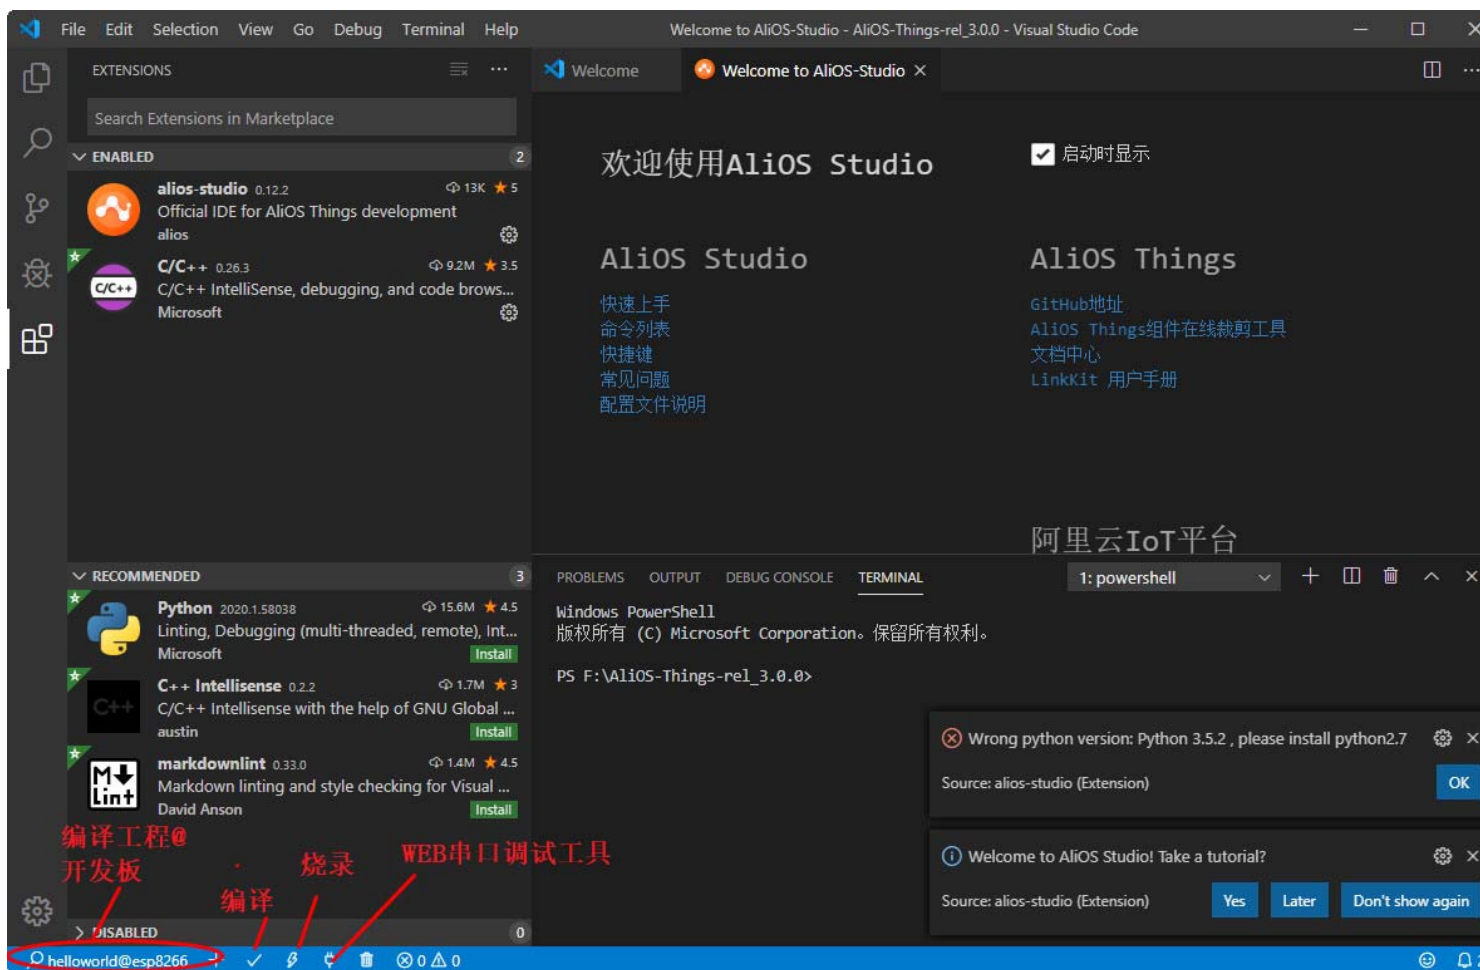 File Edit Selection View Go Debug Terminal Help
Welcome to AliOS-Studio - AliOS-Things-rel_3.0.0 - Visual Studio Code
EXTENSIONS
Search Extensions in Marketplace
ENABLED 2
alios-studio 0.12.2 13K 5
Official IDE for AliOS Things development
alios
C/C++
C/C++ 0.26.3 9.2M 3.5
C/C++ IntelliSense, debugging, and code brows...
Microsoft
RECOMMENDED 3
Python 2020.1.58038 15.6M 4.5
Linting, Debugging (multi-threaded, remote), Int...
Microsoft Install
C++
C++ Intellisense 0.2.2 1.7M 3
C/C++ Intellisense with the help of GNU Global ...
austin Install
M Lint
markdownlint 0.33.0 1.4M 4.5
Markdown linting and style checking for Visual ...
David Anson Install
编译工程@
开发板
编译
烧录
WEB串口调试工具
DISABLED 0
Welcome
Welcome to AliOS-Studio
欢迎使用AliOS Studio
启动时显示
AliOS Studio
快速上手
命令列表
快捷键
常见问题
配置文件说明
AliOS Things
GitHub地址
AliOS Things组件在线裁剪工具
文档中心
LinkKit 用户手册
阿里云IoT平台
PROBLEMS OUTPUT DEBUG CONSOLE TERMINAL 1: powershell
Windows PowerShell
版权所有 (C) Microsoft Corporation。保留所有权利。
PS F:\AliOS-Things-rel_3.0.0>
Wrong python version: Python 3.5.2 , please install python2.7
Source: alios-studio (Extension) OK
Welcome to AliOS Studio! Take a tutorial?
Source: alios-studio (Extension) Yes Later Don't show again
helloworld@esp8266 0 0